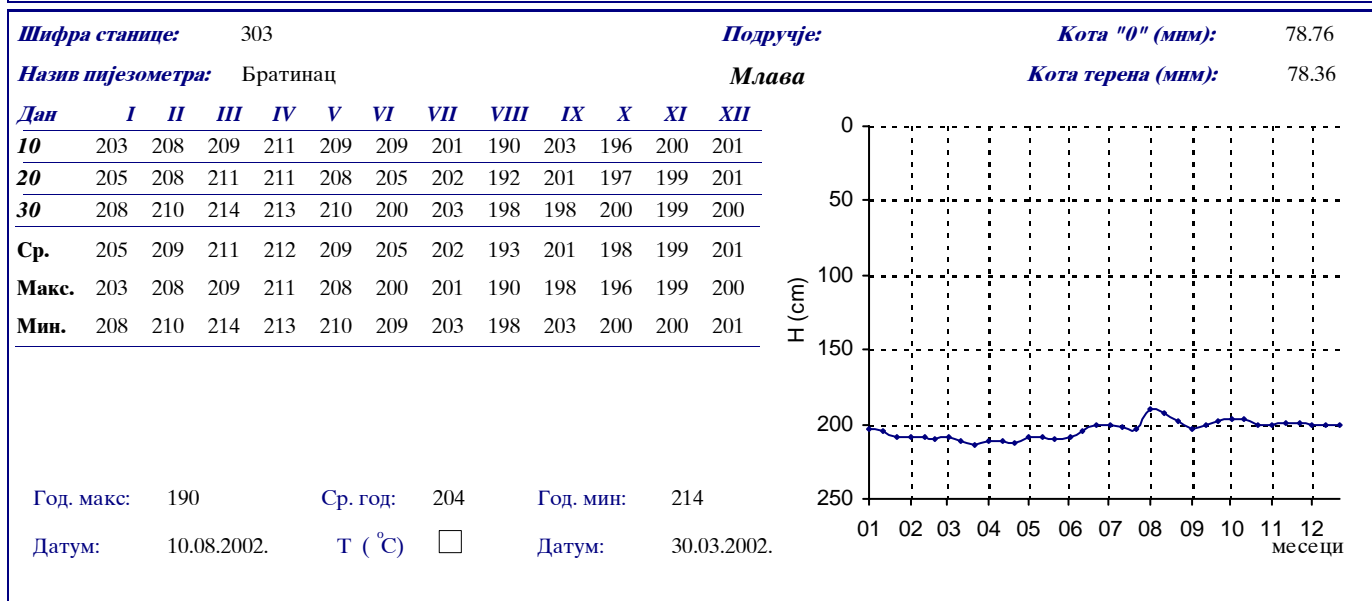 Шифра станице: 303 Подручје: Кота "0" (мнм): 78.76
Назив пијезометра: Братинац Млава Кота терена (мнм): 78.36
Дан I II III IV V VI VII VIII IX X XI XII
10 203 208 209 211 209 209 201 190 203 196 200 201
20 205 208 211 211 208 205 202 192 201 197 199 201
30 208 210 214 213 210 200 203 198 198 200 199 200
Ср. 205 209 211 212 209 205 202 193 201 198 199 201
Макс. 203 208 209 211 208 200 201 190 198 196 199 200
Мин. 208 210 214 213 210 209 203 198 203 200 200 201
Год. макс: 190 Ср. год: 204 Год. мин: 214
Датум: 10.08.2002. Т ( °C) Датум: 30.03.2002.
H (cm)
0
50
100
150
200
250
01 02 03 04 05 06 07 08 09 10 11 12
месеци